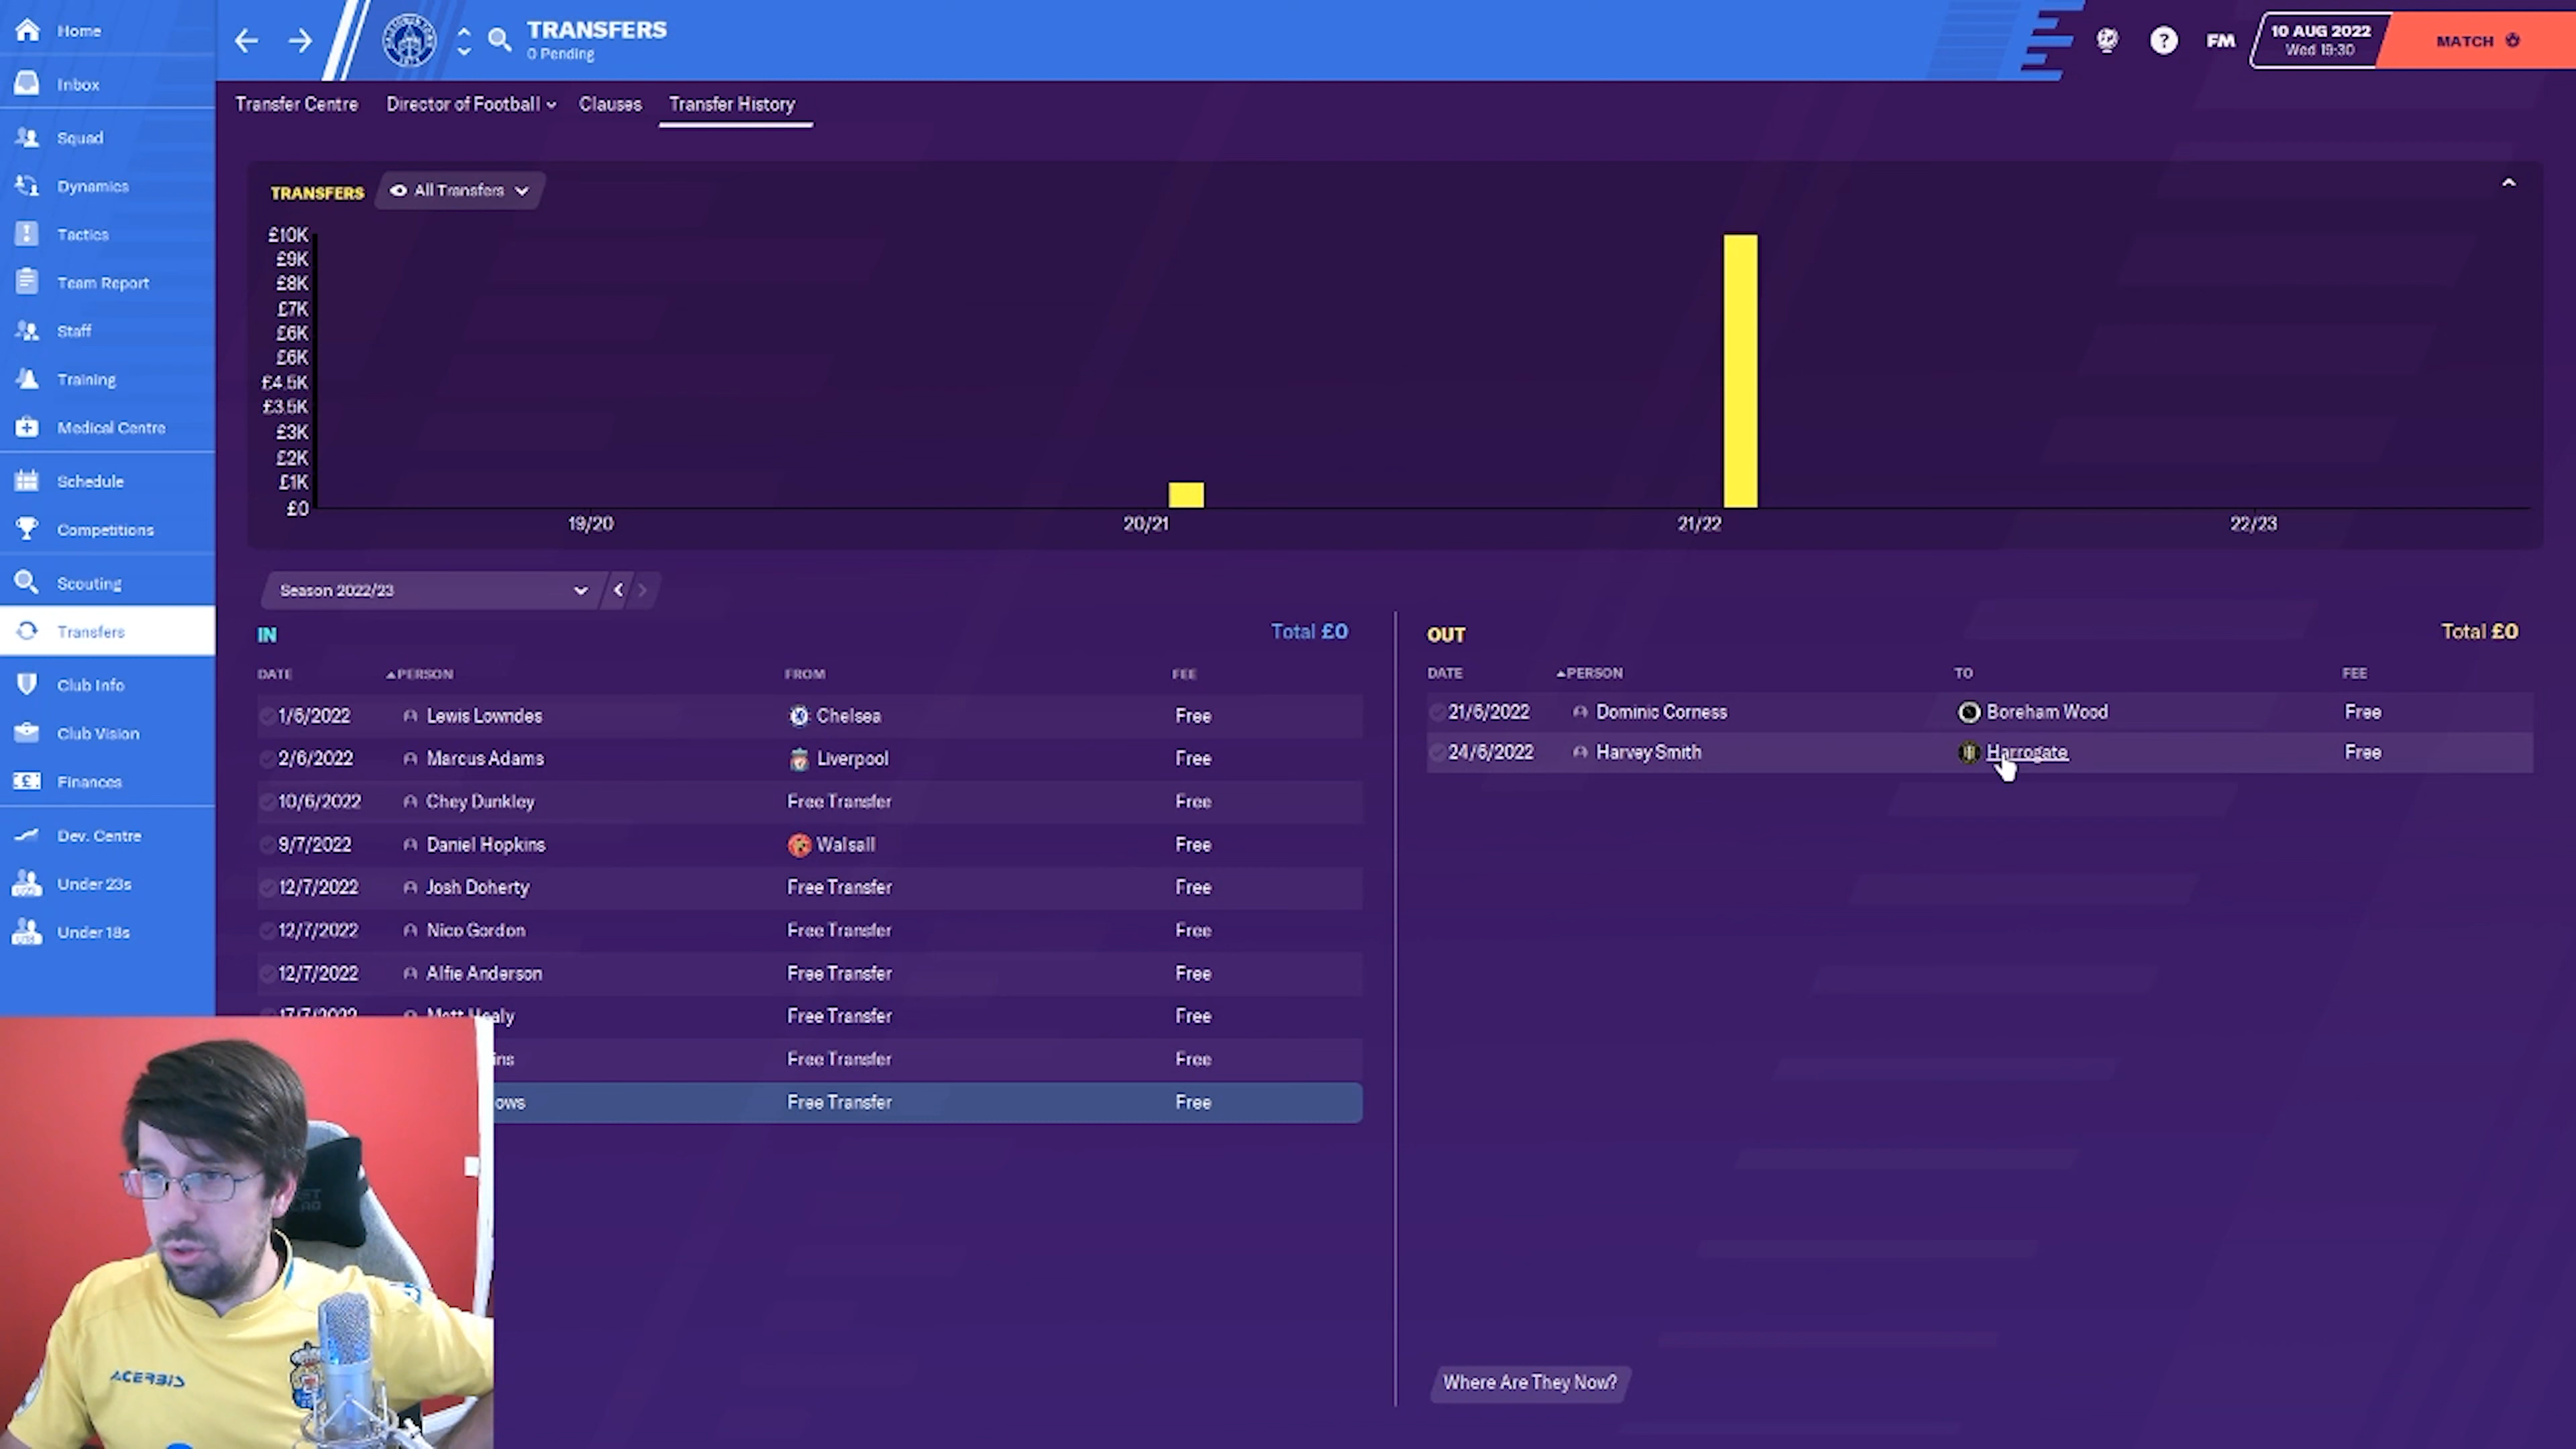 Home
Inbox
Squad
Dynamics
Tactics
Team Report
Staff
Training
Medical Centre
Schedule
Competitions
Scouting
Transfers
Club Info
Club Vision
Finances
Dev. Centre
Under 23s
Under 18s
TRANSFERS
0 Pending
FM
10 AUG 2022
Wed 19:30
MATCH
Transfer Centre Director of Football Clauses Transfer History
TRANSFERS All Transfers
£10K
£9K
£8K
£7K
£6K
£6K
£4.5K
£3.5K
£3K
£2K
£1K
£0
19/20 20/21 21/22 22/23
Season 2022/23
IN Total £0
DATE PERSON FROM FEE
1/6/2022 Lewis Lowndes Chelsea Free
2/6/2022 Marcus Adams Liverpool Free
10/6/2022 Chey Dunkley Free Transfer Free
9/7/2022 Daniel Hopkins Walsall Free
12/7/2022 Josh Doherty Free Transfer Free
12/7/2022 Nico Gordon Free Transfer Free
12/7/2022 Alfie Anderson Free Transfer Free
17/7/2022 Matt Healy Free Transfer Free
ins Free Transfer Free
ows Free Transfer Free
OUT Total £0
DATE PERSON TO FEE
21/6/2022 Dominic Corness Boreham Wood Free
24/6/2022 Harvey Smith Harrogate Free
Where Are They Now?
ACERBIS